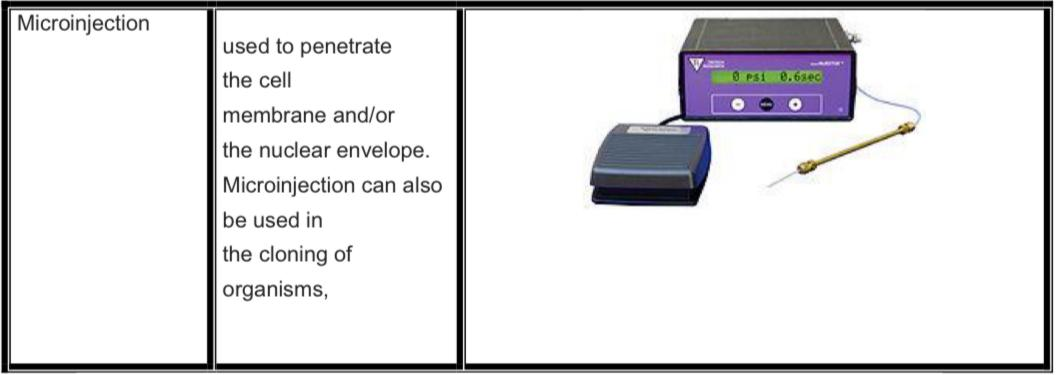 Microinjection
used to penetrate
the cell
membrane and/or
the nuclear envelope.
Microinjection can also
be used in
the cloning of
organisms,
0 psi 0.6sec
MENU